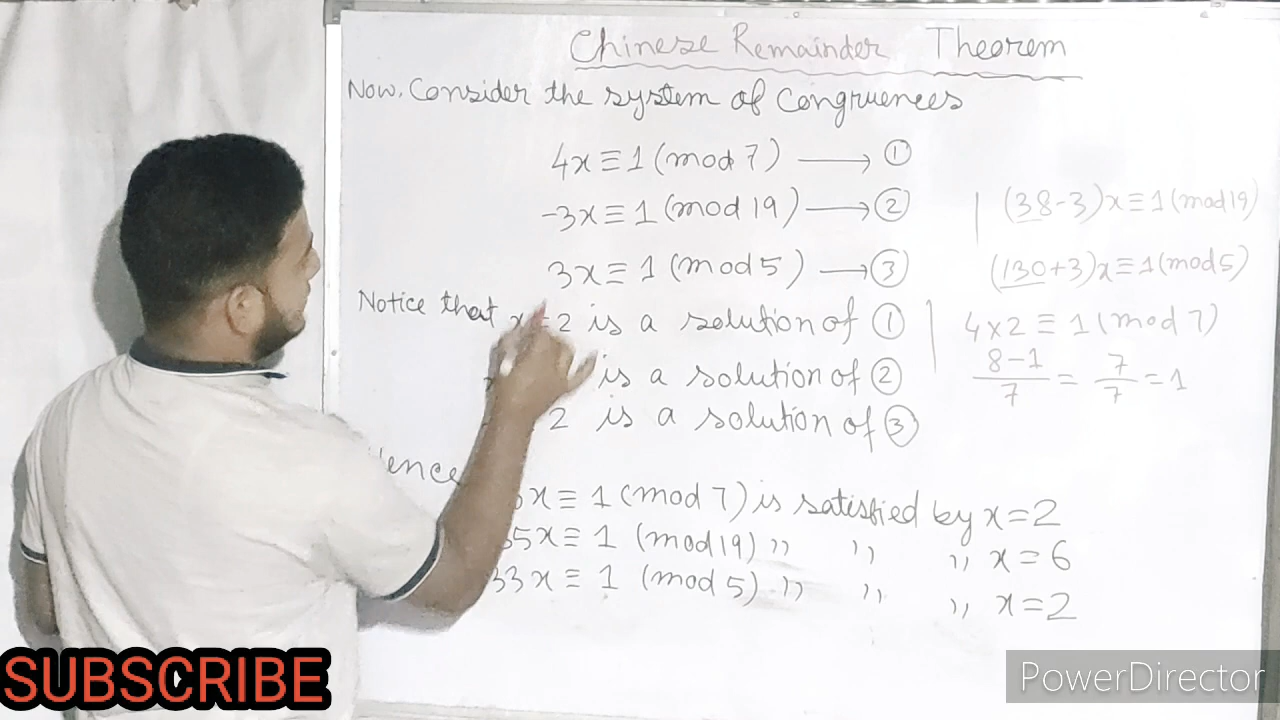 Chinese Remainder Theorem
Now. Consider the system of Congruences
4x ≡ 1 (mod 7) ⟶ ①
-3x ≡ 1 (mod 19) ⟶ ②
(38-3)x ≡ 1 (mod 19)
3x ≡ 1 (mod 5) ⟶ ③
(130+3)x ≡ 1 (mod 5)
Notice that x = 2 is a solution of ①
4×2 ≡ 1 (mod 7)
is a solution of ②
8-1/7 = 7/7 = 1
2 is a solution of ③
Hence
x ≡ 1 (mod 7) is satisfied by x=2
5x ≡ 1 (mod 19) ,, ,, ,, x = 6
33x ≡ 1 (mod 5) ,, ,, ,, x=2
SUBSCRIBE
PowerDirector